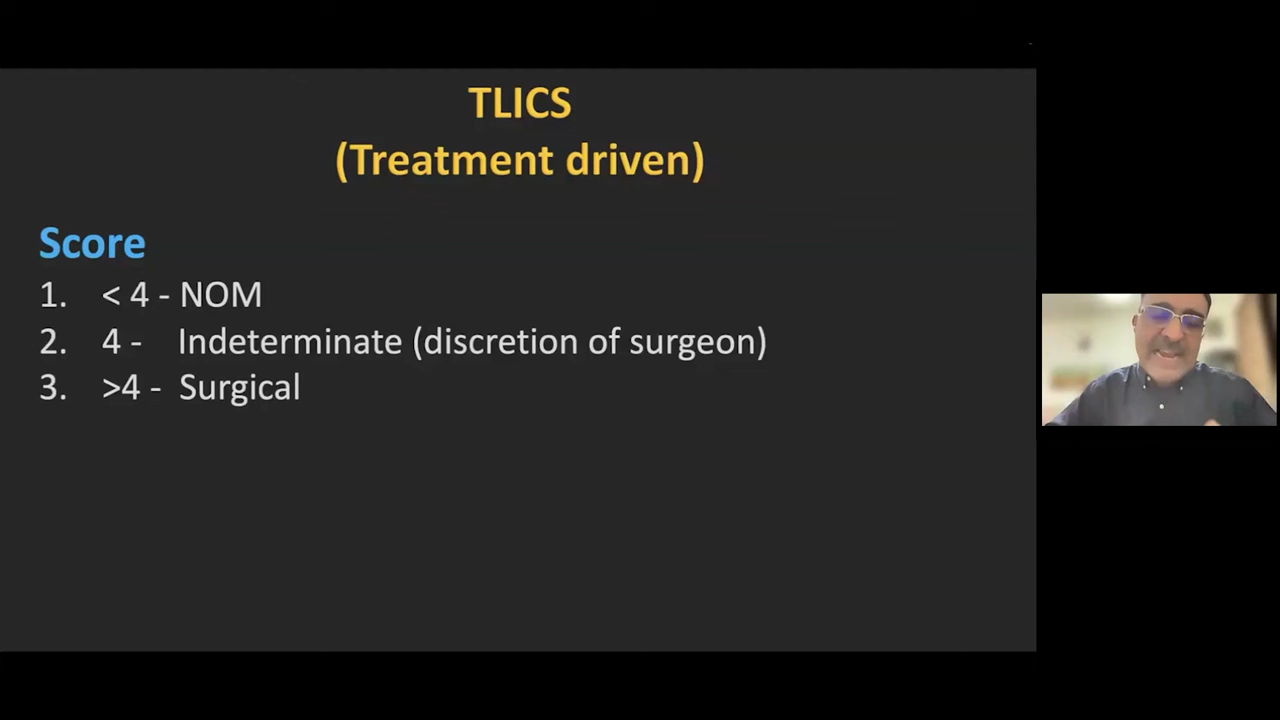 TLICS
(Treatment driven)
Score
1. < 4 - NOM
2. 4 - Indeterminate (discretion of surgeon)
3. >4 - Surgical